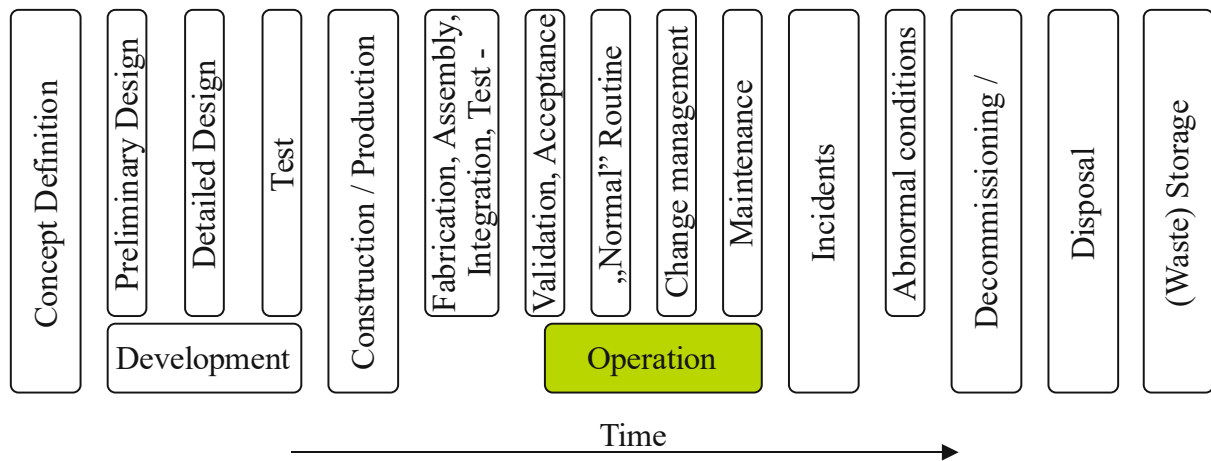 Concept Definition
Preliminary Design
Detailed Design
Test
Development
Construction / Production
Fabrication, Assembly,
Integration, Test -
Validation, Acceptance
„Normal” Routine
Change management
Maintenance
Operation
Incidents
Abnormal conditions
Decommissioning /
Disposal
(Waste) Storage
Time